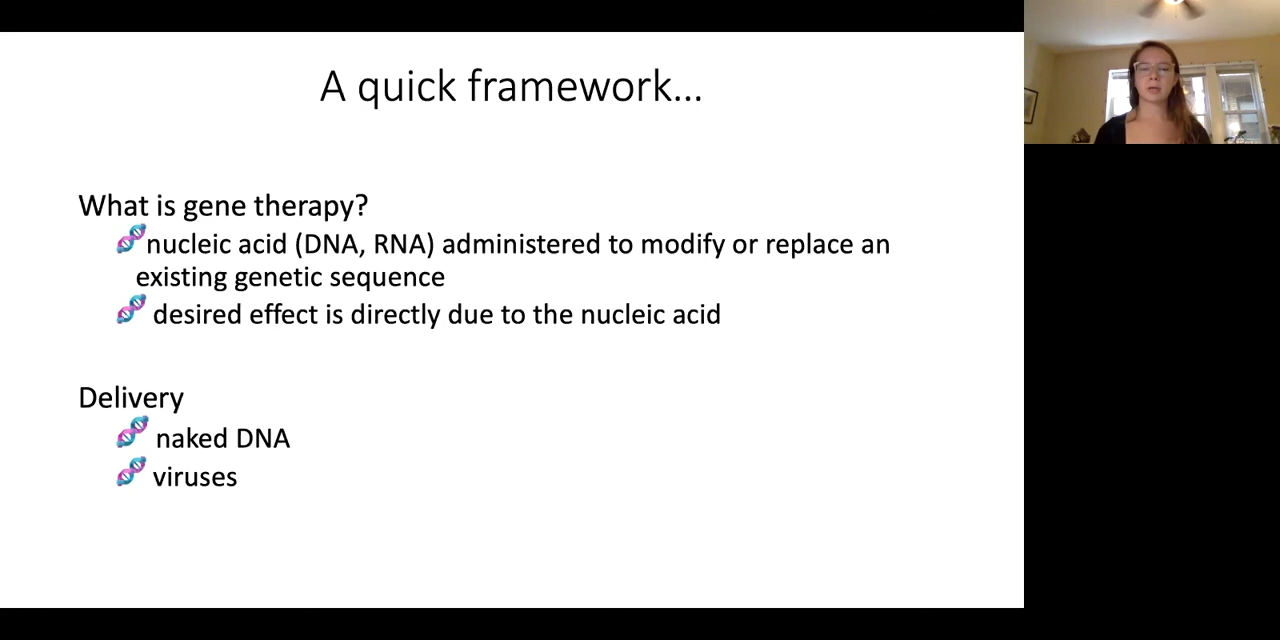 A quick framework...
What is gene therapy?
🧬nucleic acid (DNA, RNA) administered to modify or replace an
existing genetic sequence
🧬 desired effect is directly due to the nucleic acid
Delivery
🧬 naked DNA
🧬 viruses